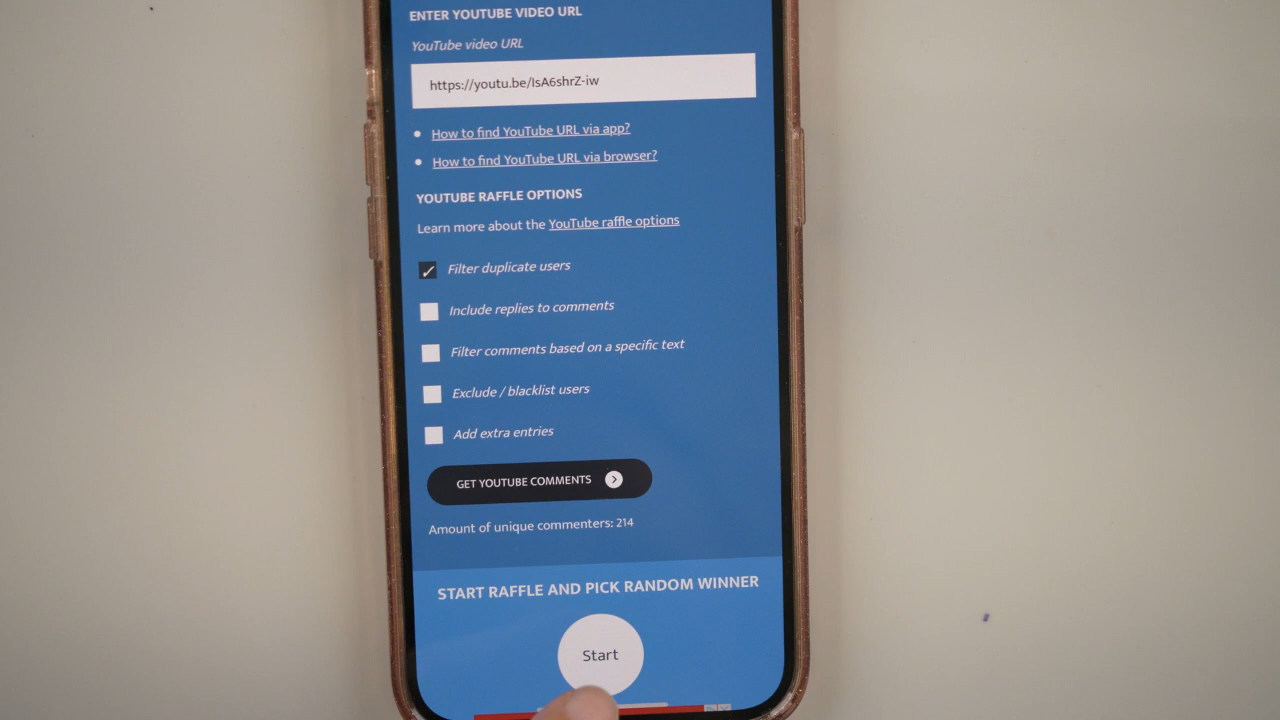 ENTER YOUTUBE VIDEO URL
YouTube video URL
https://youtu.be/IsA6shrZ-iw
How to find YouTube URL via app?
How to find YouTube URL via browser?
YOUTUBE RAFFLE OPTIONS
Learn more about the YouTube raffle options
Filter duplicate users
Include replies to comments
Filter comments based on a specific text
Exclude / blacklist users
Add extra entries
GET YOUTUBE COMMENTS
Amount of unique commenters: 214
START RAFFLE AND PICK RANDOM WINNER
Start